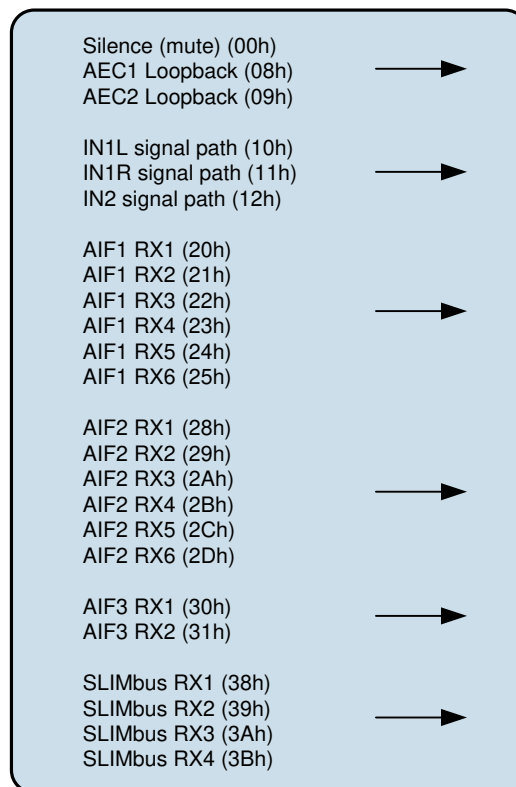 Silence (mute) (00h)
AEC1 Loopback (08h)
AEC2 Loopback (09h)
IN1L signal path (10h)
IN1R signal path (11h)
IN2 signal path (12h)
AIF1 RX1 (20h)
AIF1 RX2 (21h)
AIF1 RX3 (22h)
AIF1 RX4 (23h)
AIF1 RX5 (24h)
AIF1 RX6 (25h)
AIF2 RX1 (28h)
AIF2 RX2 (29h)
AIF2 RX3 (2Ah)
AIF2 RX4 (2Bh)
AIF2 RX5 (2Ch)
AIF2 RX6 (2Dh)
AIF3 RX1 (30h)
AIF3 RX2 (31h)
SLIMbus RX1 (38h)
SLIMbus RX2 (39h)
SLIMbus RX3 (3Ah)
SLIMbus RX4 (3Bh)